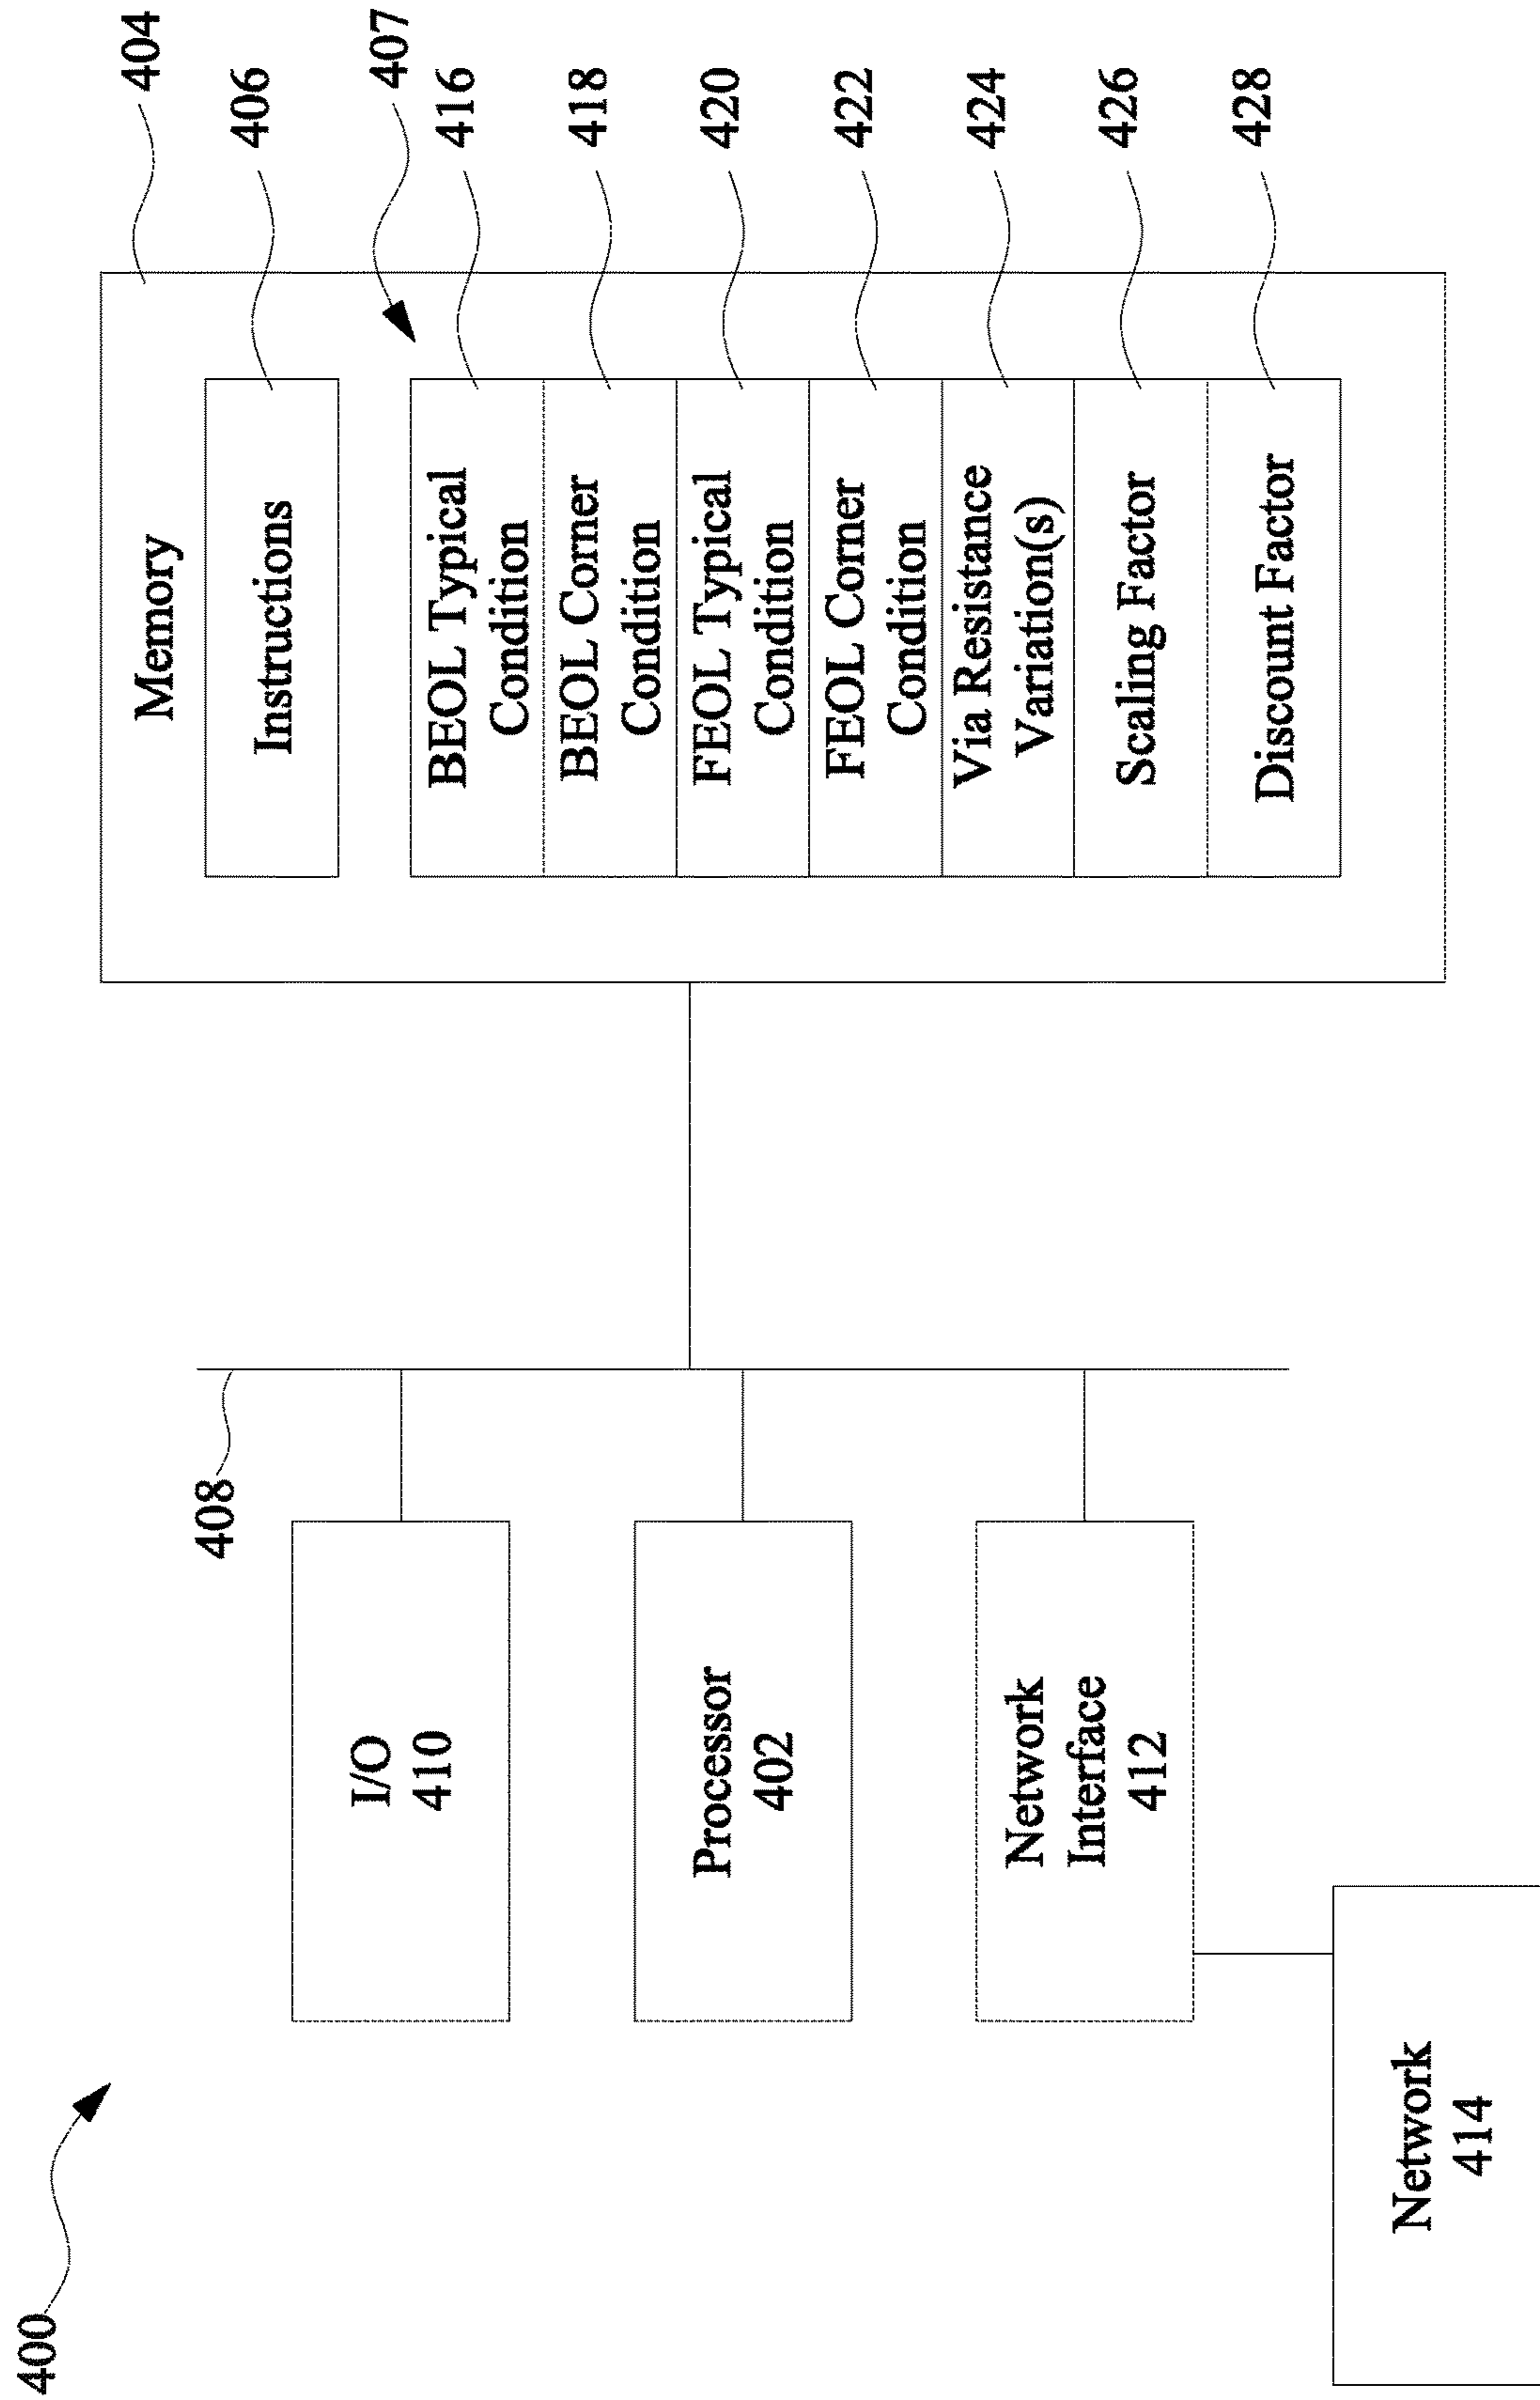 400
408
I/O
410
Processor
402
Network
Interface
412
Network
414
Memory
404
Instructions
406
407
BEOL Typical
Condition
416
BEOL Corner
Condition
418
FEOL Typical
Condition
420
FEOL Corner
Condition
422
Via Resistance
Variation(s)
424
Scaling Factor
426
Discount Factor
428